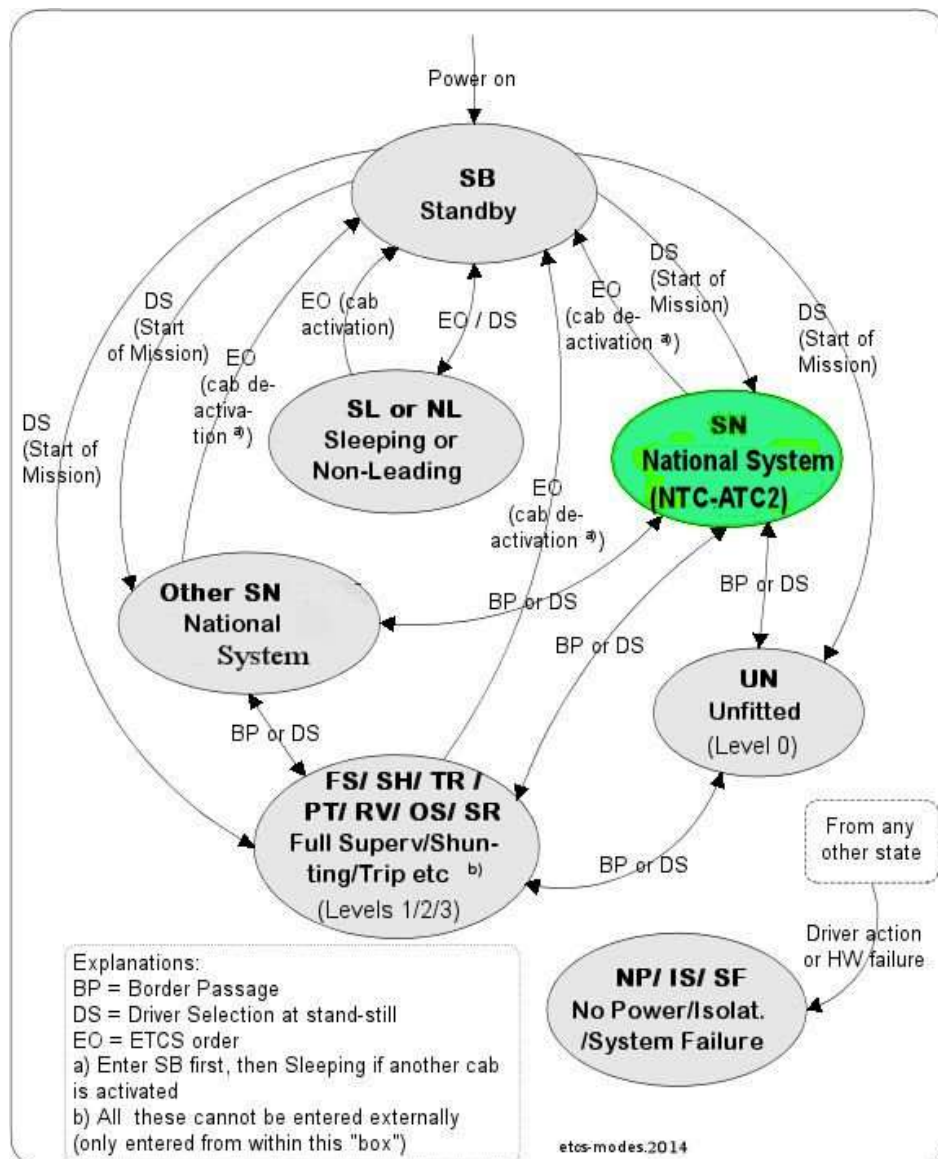 Power on
SB
Standby
DS
(Start
of Mission)
EO
(cab de-
activa-
tion a))
EO (cab
activation)
EO / DS
EO
(cab de-
activation a))
DS
(Start of
Mission)
DS
(Start of
Mission)
DS
(Start of
Mission)
SL or NL
Sleeping or
Non-Leading
SN
National System
(NTC-ATC2)
EO
(cab de-
activation a))
Other SN
National
System
BP or DS
BP or DS
BP or DS
UN
Unfitted
(Level 0)
BP or DS
FS/ SH/ TR /
PT/ RV/ OS/ SR
Full Superv/Shun-
ting/Trip etc b)
(Levels 1/2/3)
BP or DS
From any
other state
Driver action
or HW failure
NP/ IS/ SF
No Power/Isolat.
/System Failure
Explanations:
BP = Border Passage
DS = Driver Selection at stand-still
EO = ETCS order
a) Enter SB first, then Sleeping if another cab
is activated
b) All these cannot be entered externally
(only entered from within this "box")
etcs-modes.2014